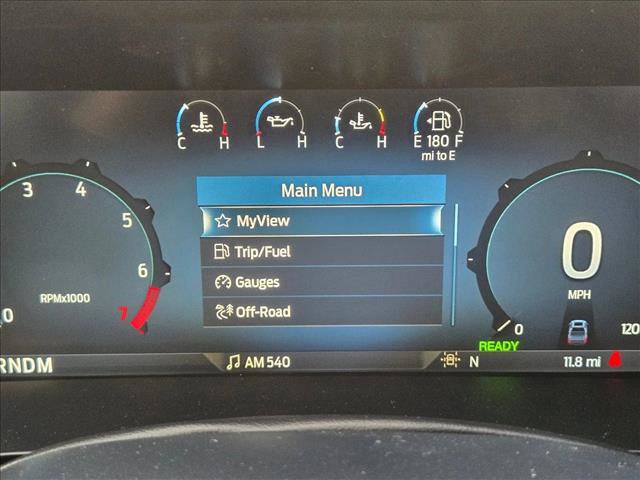 C H L H C H E 180 F
mi to E
Main Menu
MyView
Trip/Fuel
Gauges
Off-Road
3 4 5 6 7
RPMx1000
0
0
MPH
0 120
READY
RNDM
AM 540
N
11.8 mi